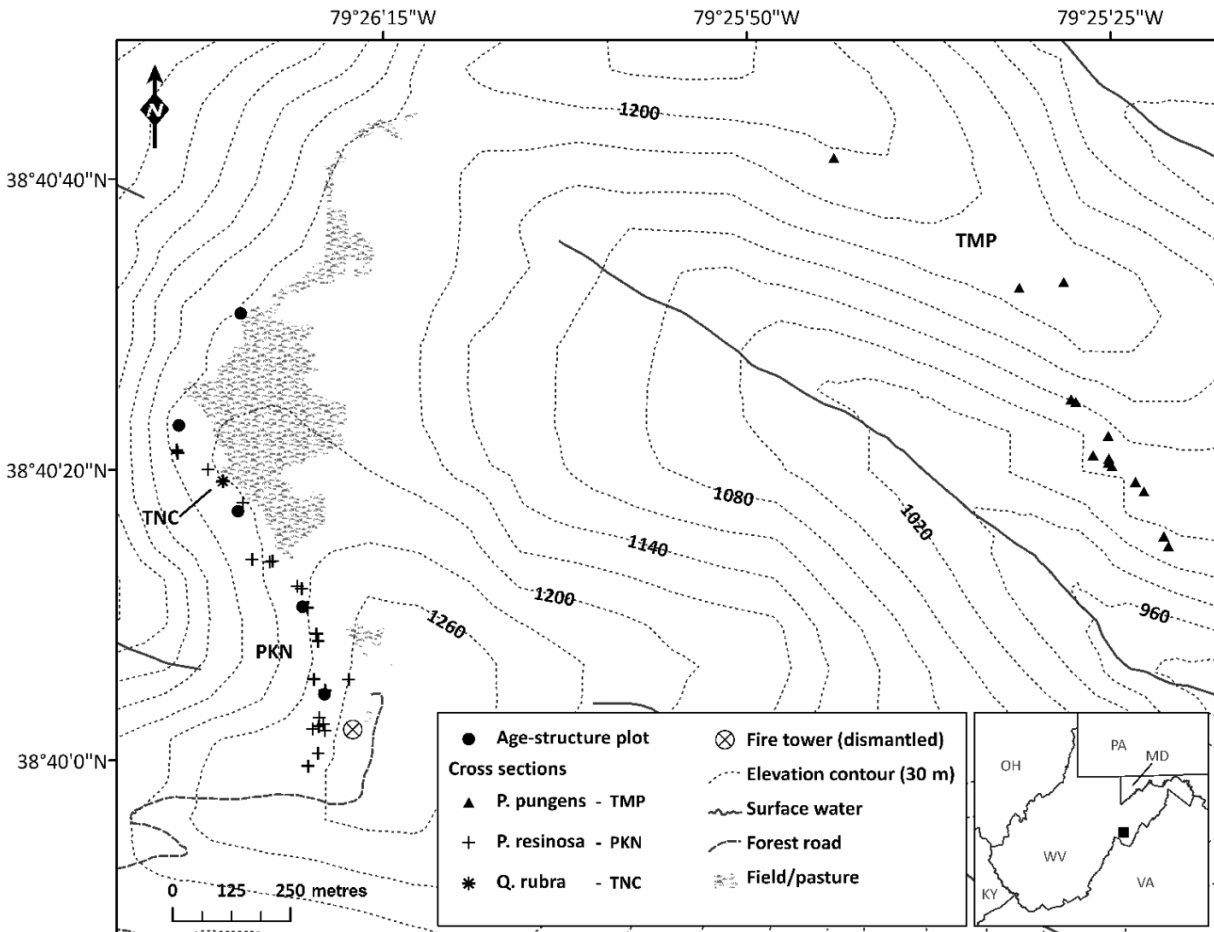 79°26'15"W 79°25'50"W 79°25'25"W
N
1200
38°40'40"N
TMP
38°40'20"N
1080
TNC
1020
1140
1200
960
1260
PKN
38°40'0"N
Age-structure plot
Cross sections
P. pungens - TMP
P. resinosa - PKN
Q. rubra - TNC
Fire tower (dismantled)
Elevation contour (30 m)
Surface water
Forest road
Field/pasture
PA
MD
OH
WV
VA
KY
0 125 250 metres